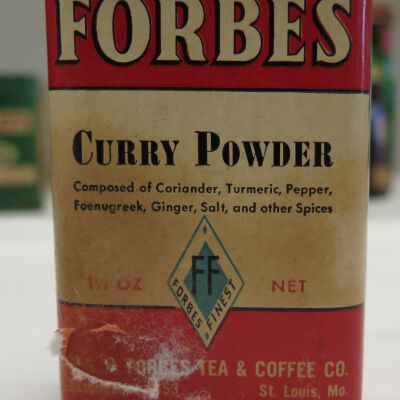 FORBES
CURRY POWDER
Composed of Coriander, Turmeric, Pepper,
Foenugreek, Ginger, Salt, and other Spices
FF
FORBES FINEST
OZ NET
FORBES TEA & COFFEE CO.
St. Louis, Mo.